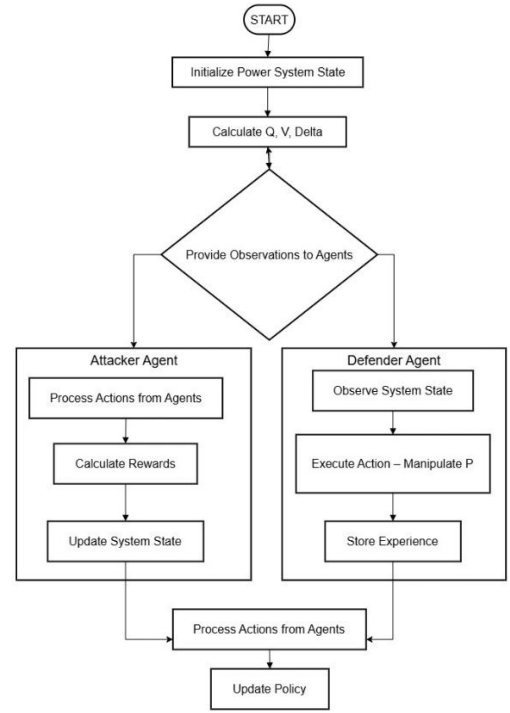 START
Initialize Power System State
Calculate Q, V, Delta
Provide Observations to Agents
Attacker Agent
Process Actions from Agents
Calculate Rewards
Update System State
Defender Agent
Observe System State
Execute Action – Manipulate P
Store Experience
Process Actions from Agents
Update Policy